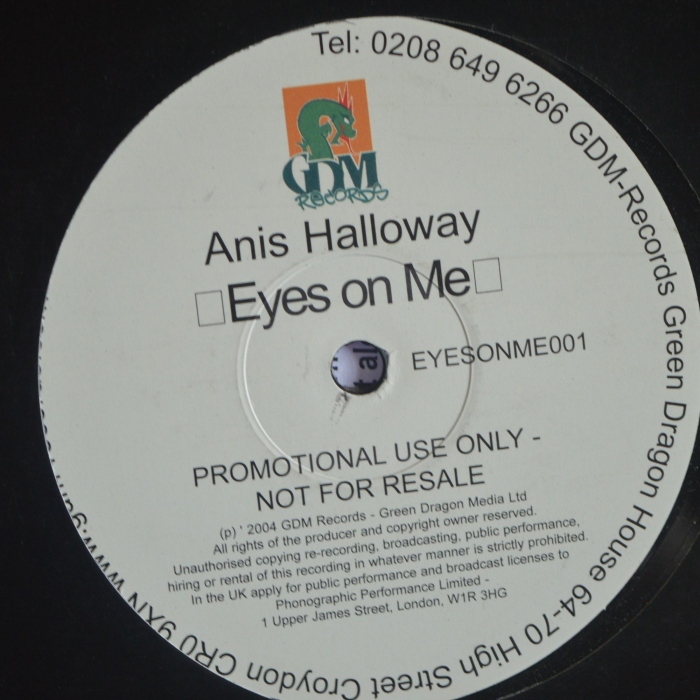 Tel: 0208 649 6266 GDM-Records Green Dragon House 64-70 High Street Croydon CR0 9XN
GDM
RECORDS
Anis Halloway
□Eyes on Me□
EYESONME001
PROMOTIONAL USE ONLY -
NOT FOR RESALE
(p) ' 2004 GDM Records - Green Dragon Media Ltd
All rights of the producer and copyright owner reserved.
Unauthorised copying re-recording, broadcasting, public performance,
hiring or rental of this recording in whatever manner is strictly prohibited.
In the UK apply for public performance and broadcast licenses to
Phonographic Performance Limited -
1 Upper James Street, London, W1R 3HG